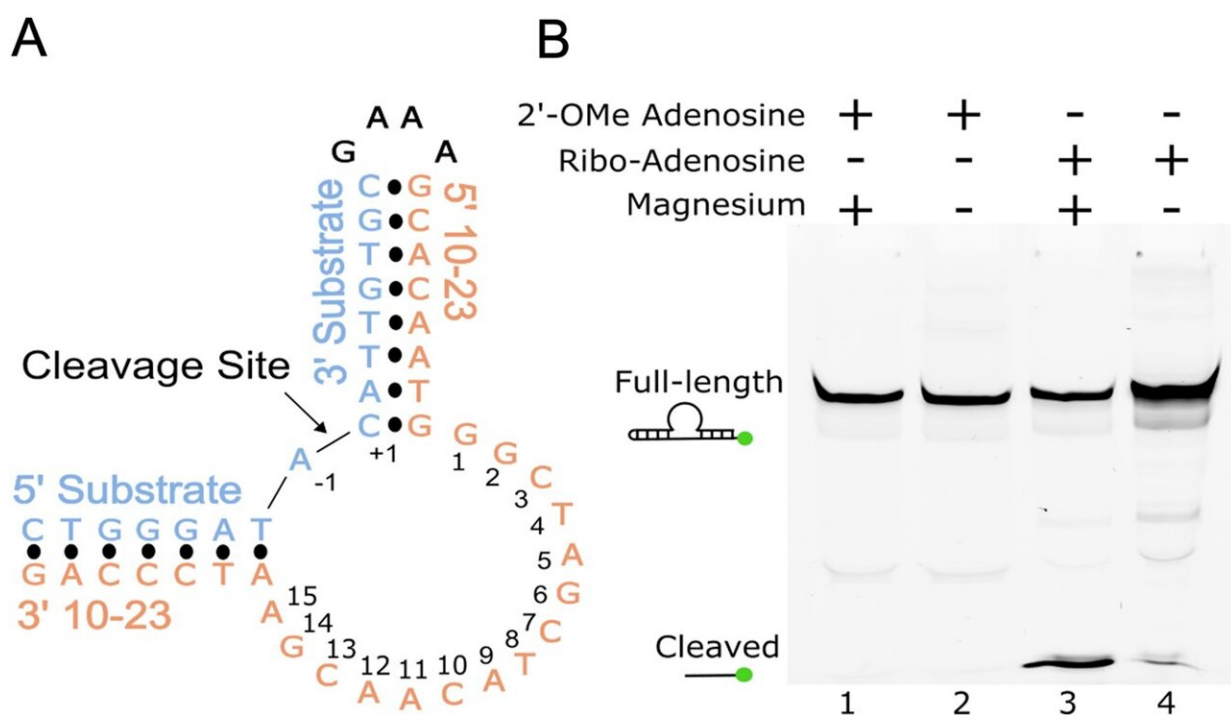 A
B
2'-OMe Adenosine + + - -
Ribo-Adenosine - - + +
Magnesium + - + -
A A
G A
C G
G C
T A
G C
T A
T A
A T
C G
3' Substrate
5' 10-23
Cleavage Site
A
-1
+1
5' Substrate
C T G G G A T
G A C C C T A
3' 10-23
G G C T A G C T A C A A C G A
1 2 3 4 5 6 7 8 9 10 11 12 13 14 15
Full-length
Cleaved
1 2 3 4